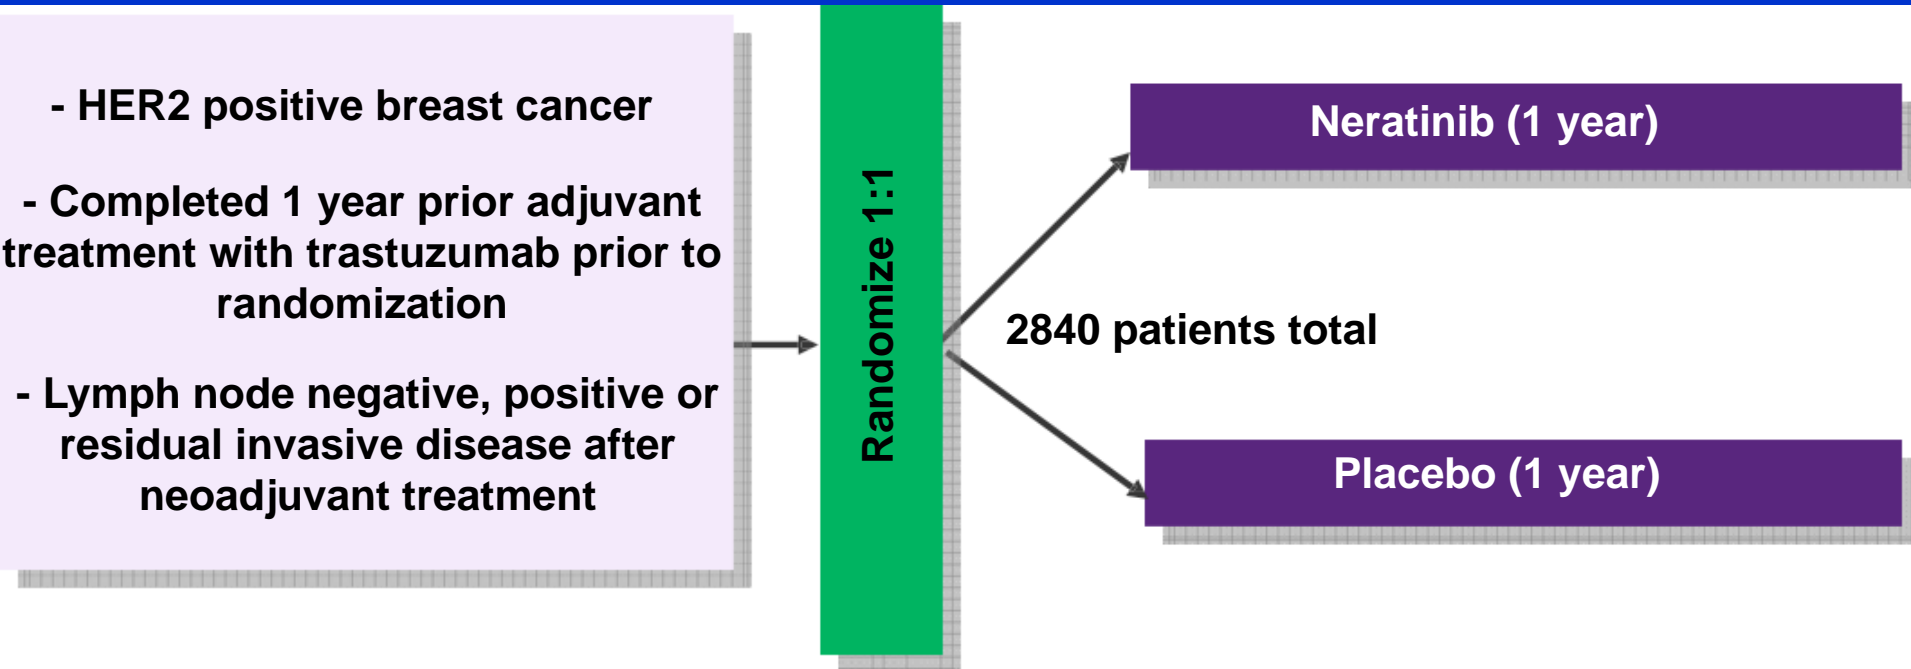 - HER2 positive breast cancer
- Completed 1 year prior adjuvant
treatment with trastuzumab prior to
randomization
- Lymph node negative, positive or
residual invasive disease after
neoadjuvant treatment
Randomize 1:1
Neratinib (1 year)
2840 patients total
Placebo (1 year)